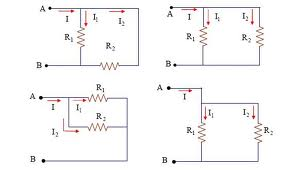 A I I₁ I₂
R₁
R₂
B
A I I₁ I₂
R₁ R₂
B
A R₁
I I₁
R₂
I₂
B
A
I
I₁ I₂
R₁ R₂
B